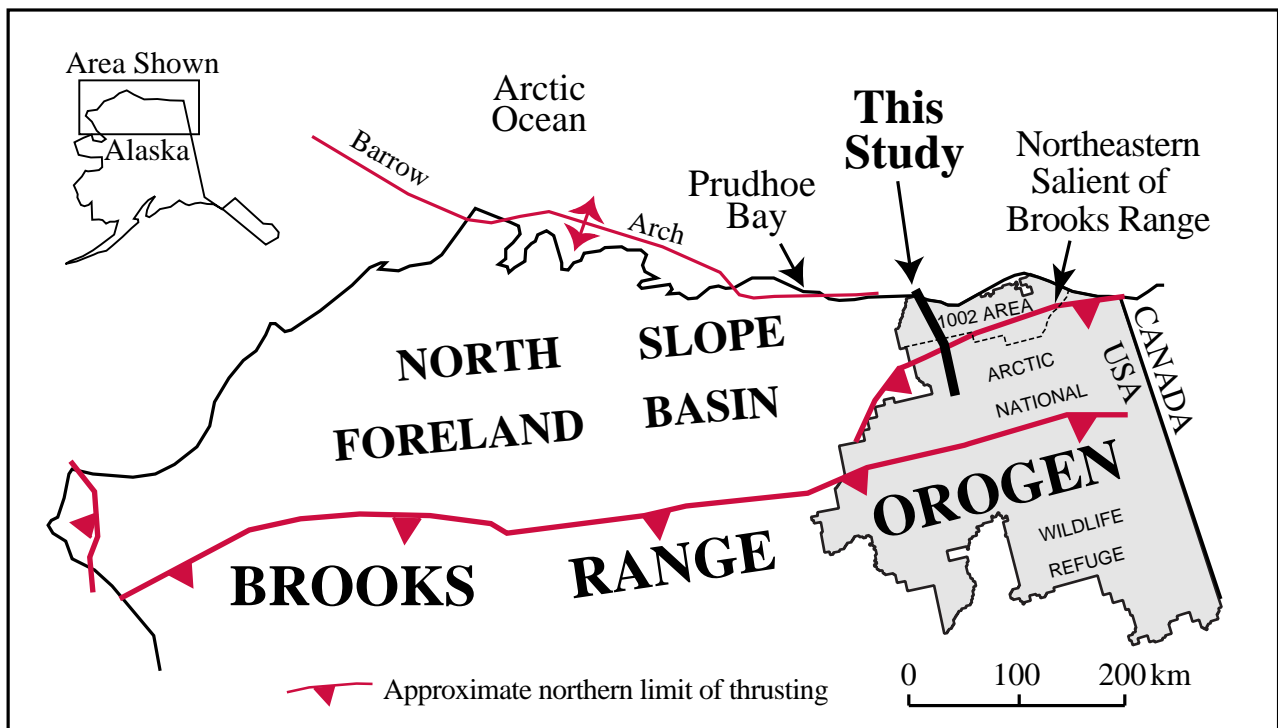 Area Shown
Alaska
Arctic
Ocean
Barrow
Arch
Prudhoe
Bay
This
Study
Northeastern
Salient of
Brooks Range
1002 AREA
ARCTIC
NATIONAL
WILDLIFE
REFUGE
CANADA
USA
NORTH SLOPE
FORELAND BASIN
BROOKS RANGE OROGEN
Approximate northern limit of thrusting
0 100 200 km